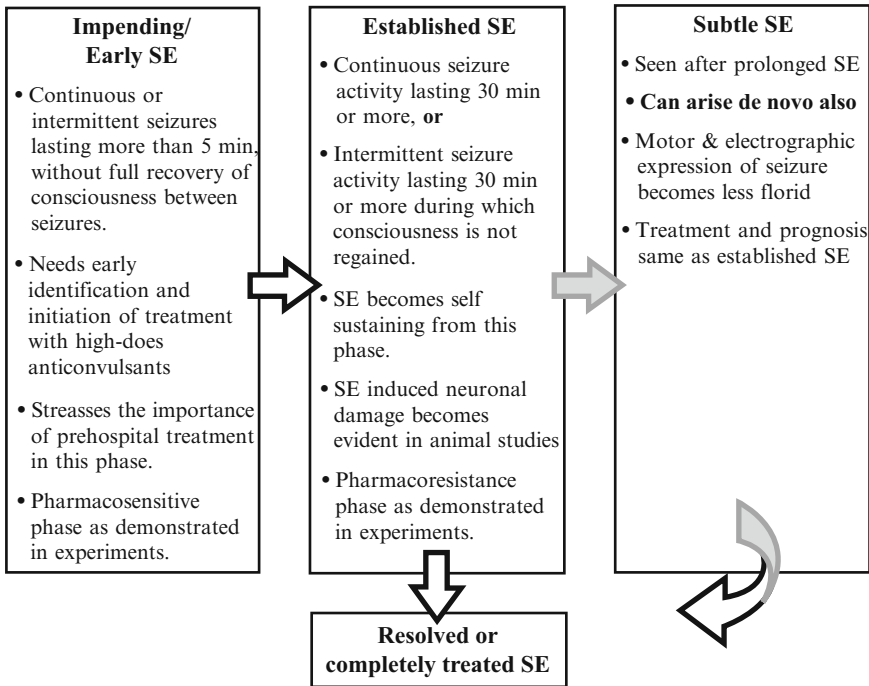 Impending/
Early SE
• Continuous or
intermittent seizures
lasting more than 5 min,
without full recovery of
consciousness between
seizures.
• Needs early
identification and
initiation of treatment
with high-does
anticonvulsants
• Streasses the importance
of prehospital treatment
in this phase.
• Pharmacosensitive
phase as demonstrated
in experiments.
Established SE
• Continuous seizure
activity lasting 30 min
or more, or
• Intermittent seizure
activity lasting 30 min
or more during which
consciousness is not
regained.
• SE becomes self
sustaining from this
phase.
• SE induced neuronal
damage becomes
evident in animal studies
• Pharmacoresistance
phase as demonstrated
in experiments.
Subtle SE
• Seen after prolonged SE
• Can arise de novo also
• Motor & electrographic
expression of seizure
becomes less florid
• Treatment and prognosis
same as established SE
Resolved or
completely treated SE